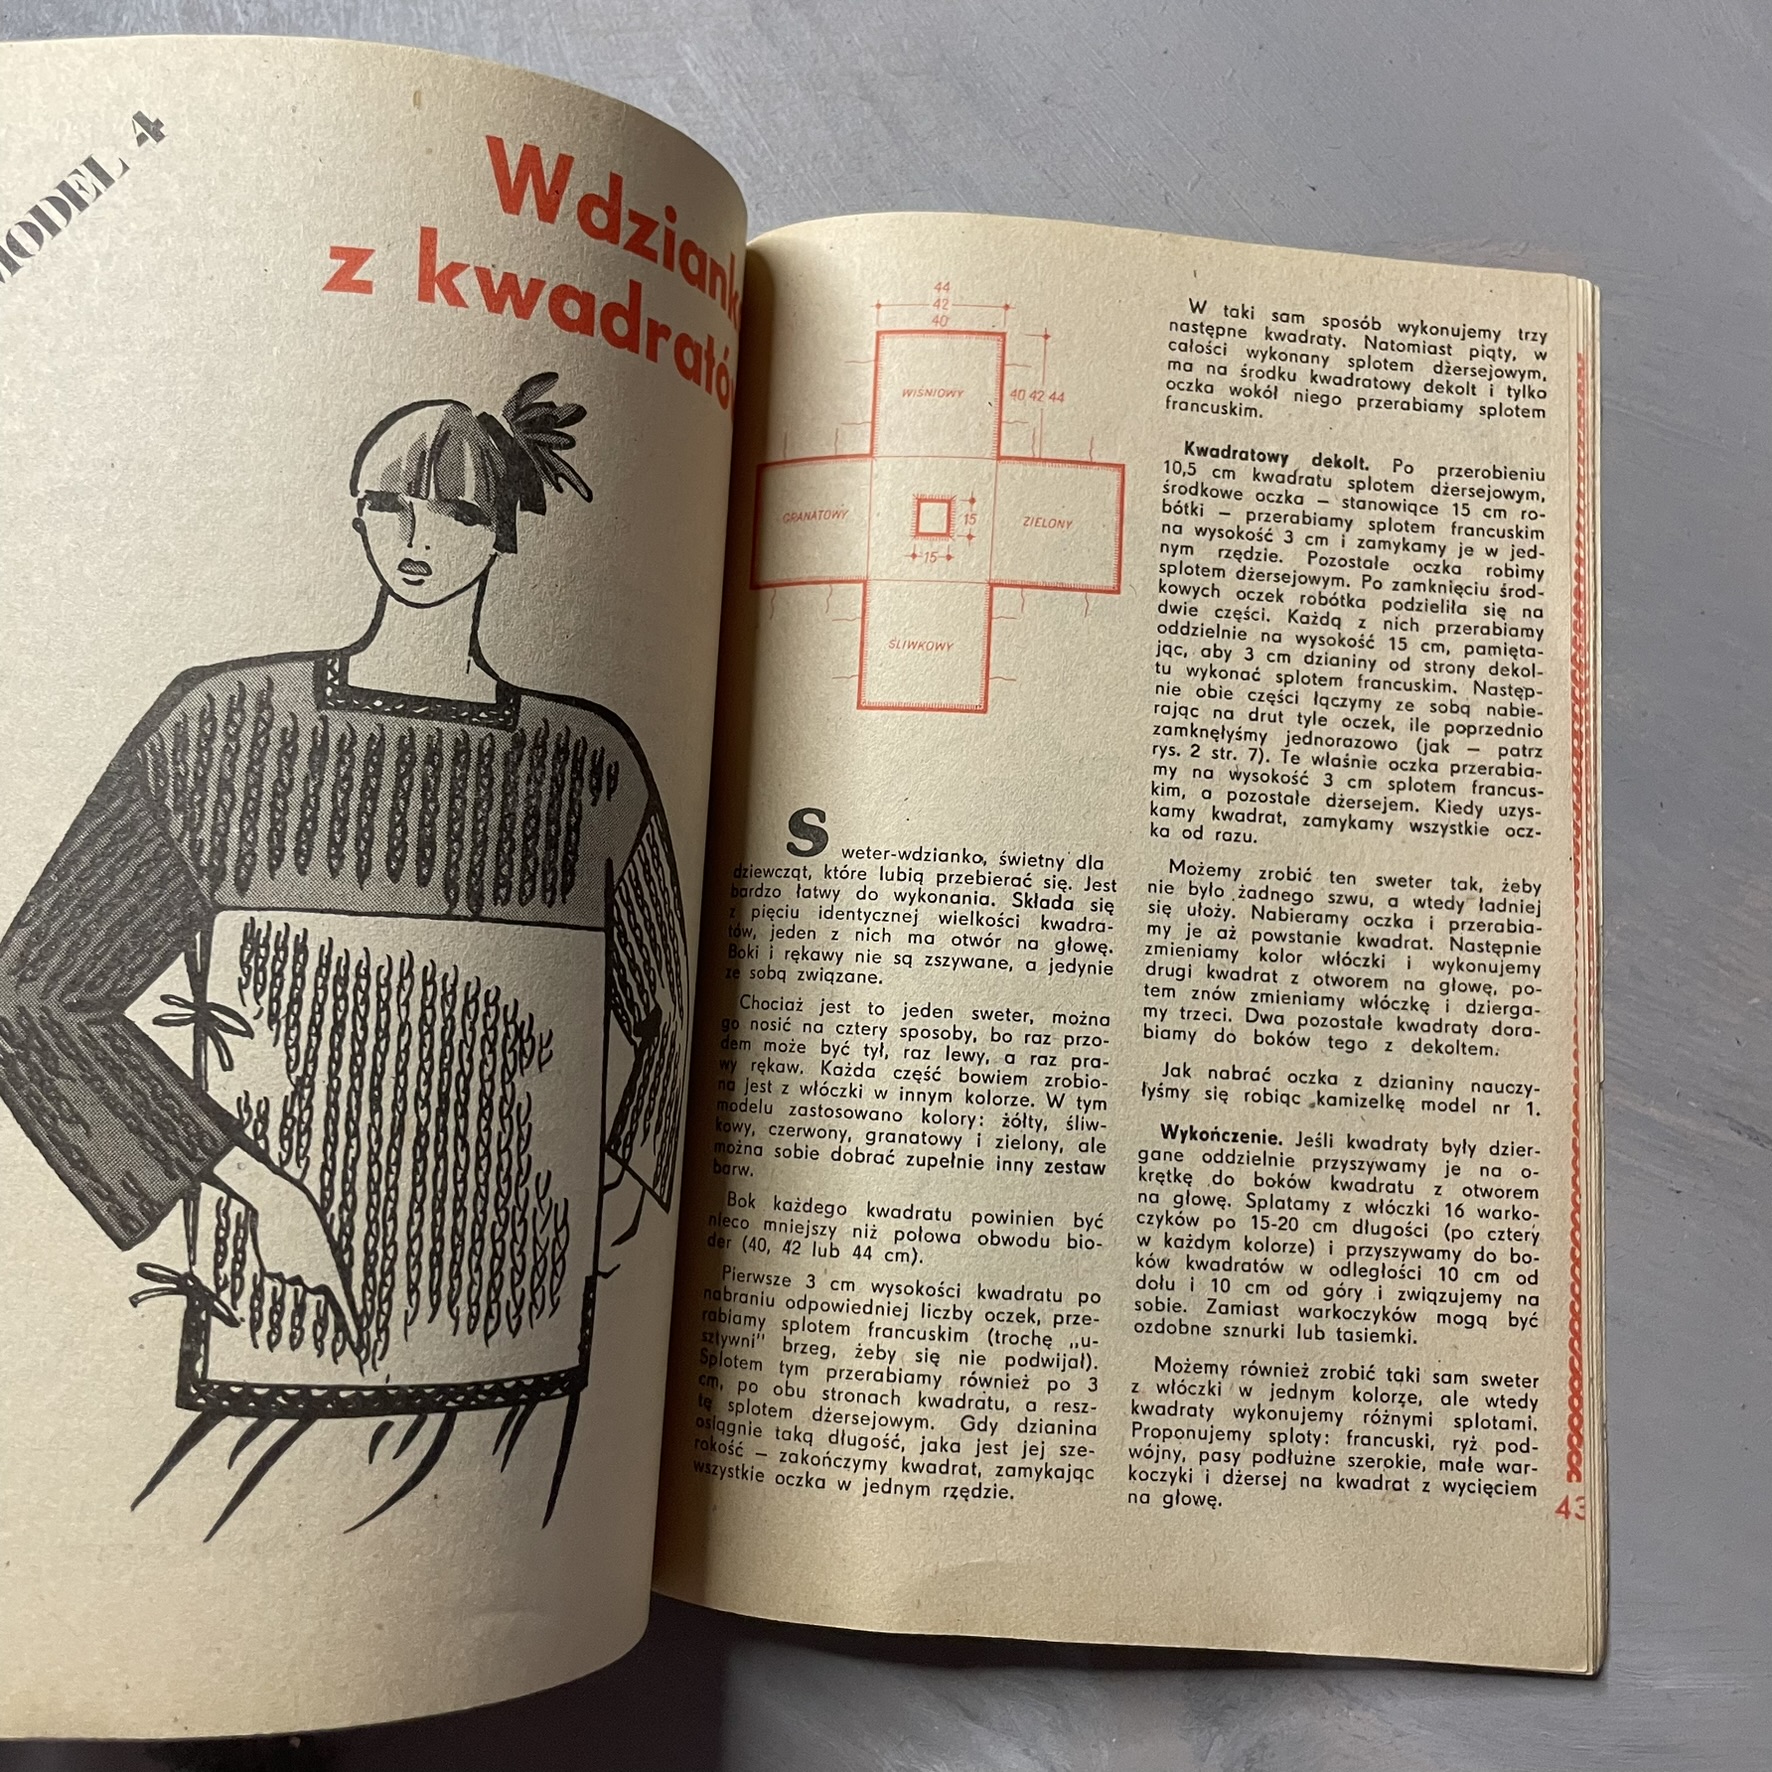 MODEL 4
Wdzianko
z kwadratów
44
42
40
WIŚNIOWY
40 42 44
GRANATOWY
15
ZIELONY
15
ŚLIWKOWY
Sweter-wdzianko, świetny dla
dziewcząt, które lubią przebierać się. Jest
bardzo łatwy do wykonania. Składa się
z pięciu identycznej wielkości kwadra-
tów, jeden z nich ma otwór na głowę.
Boki i rękawy nie są zszywane, a jedynie
ze sobą związane.
Chociaż jest to jeden sweter, można
go nosić na cztery sposoby, bo raz przo-
dem może być tył, raz lewy, a raz pra-
wy rękaw. Każda część bowiem zrobio-
na jest z włóczki w innym kolorze. W tym
modelu zastosowano kolory: żółty, śliw-
kowy, czerwony, granatowy i zielony, ale
można sobie dobrać zupełnie inny zestaw
barw.
Bok każdego kwadratu powinien być
nieco mniejszy niż połowa obwodu bio-
der (40, 42 lub 44 cm).
Pierwsze 3 cm wysokości kwadratu po
nabraniu odpowiedniej liczby oczek, prze-
rabiamy splotem francuskim (trochę „u-
sztywni" brzeg, żeby się nie podwijał).
Splotem tym przerabiamy również po 3
cm, po obu stronach kwadratu, a resz-
tę splotem dżersejowym. Gdy dzianina
osiągnie taką długość, jaka jest jej sze-
rokość — zakończymy kwadrat, zamykając
wszystkie oczka w jednym rzędzie.
W taki sam sposób wykonujemy trzy
następne kwadraty. Natomiast piąty, w
całości wykonany splotem dżersejowym,
ma na środku kwadratowy dekolt i tylko
oczka wokół niego przerabiamy splotem
francuskim.
Kwadratowy dekolt. Po przerobieniu
10,5 cm kwadratu splotem dżersejowym,
środkowe oczka — stanowiące 15 cm ro-
bótki — przerabiamy splotem francuskim
na wysokość 3 cm i zamykamy je w jed-
nym rzędzie. Pozostałe oczka robimy
splotem dżersejowym. Po zamknięciu środ-
kowych oczek robótka podzieliła się na
dwie części. Każdą z nich przerabiamy
oddzielnie na wysokość 15 cm, pamięta-
jąc, aby 3 cm dzianiny od strony dekol-
tu wykonać splotem francuskim. Następ-
nie obie części łączymy ze sobą nabie-
rając na drut tyle oczek, ile poprzednio
zamknęłyśmy jednorazowo (jak — patrz
rys. 2 str. 7). Te właśnie oczka przerabia-
my na wysokość 3 cm splotem francus-
kim, a pozostałe dżersejem. Kiedy uzys-
kamy kwadrat, zamykamy wszystkie ocz-
ka od razu.
Możemy zrobić ten sweter tak, żeby
nie było żadnego szwu, a wtedy ładniej
się ułoży. Nabieramy oczka i przerabia-
my je aż powstanie kwadrat. Następnie
zmieniamy kolor włóczki i wykonujemy
drugi kwadrat z otworem na głowę, po-
tem znów zmieniamy włóczkę i dzierga-
my trzeci. Dwa pozostałe kwadraty dora-
biamy do boków tego z dekoltem.
Jak nabrać oczka z dzianiny nauczy-
łyśmy się robiąc kamizelkę model nr 1.
Wykończenie. Jeśli kwadraty były dzier-
gane oddzielnie przyszywamy je na o-
krętkę do boków kwadratu z otworem
na głowę. Splatamy z włóczki 16 warko-
czyków po 15-20 cm długości (po cztery
w każdym kolorze) i przyszywamy do bo-
ków kwadratów w odległości 10 cm od
dołu i 10 cm od góry i związujemy na
sobie. Zamiast warkoczyków mogą być
ozdobne sznurki lub tasiemki.
Możemy również zrobić taki sam sweter
z włóczki w jednym kolorze, ale wtedy
kwadraty wykonujemy różnymi splotami.
Proponujemy sploty: francuski, ryż pod-
wójny, pasy podłużne szerokie, małe war-
koczyki i dżersej na kwadrat z wycięciem
na głowę.
43